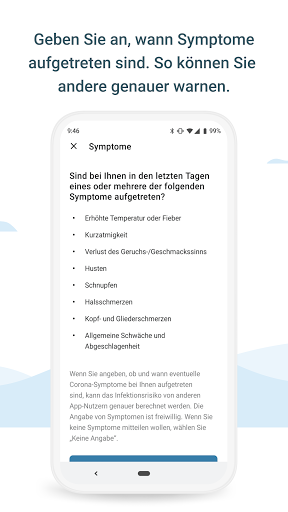 Geben Sie an, wann Symptome
aufgetreten sind. So können Sie
andere genauer warnen.
9:46
99%
Symptome
Sind bei Ihnen in den letzten Tagen
eines oder mehrere der folgenden
Symptome aufgetreten?
• Erhöhte Temperatur oder Fieber
• Kurzatmigkeit
• Verlust des Geruchs-/Geschmackssinns
• Husten
• Schnupfen
• Halsschmerzen
• Kopf- und Gliederschmerzen
• Allgemeine Schwäche und
Abgeschlagenheit
Wenn Sie angeben, ob und wann eventuelle
Corona-Symptome bei Ihnen aufgetreten
sind, kann das Infektionsrisiko von anderen
App-Nutzern genauer berechnet werden. Die
Angabe von Symptomen ist freiwillig. Wenn Sie
keine Symptome mitteilen wollen, wählen Sie
„Keine Angabe“.